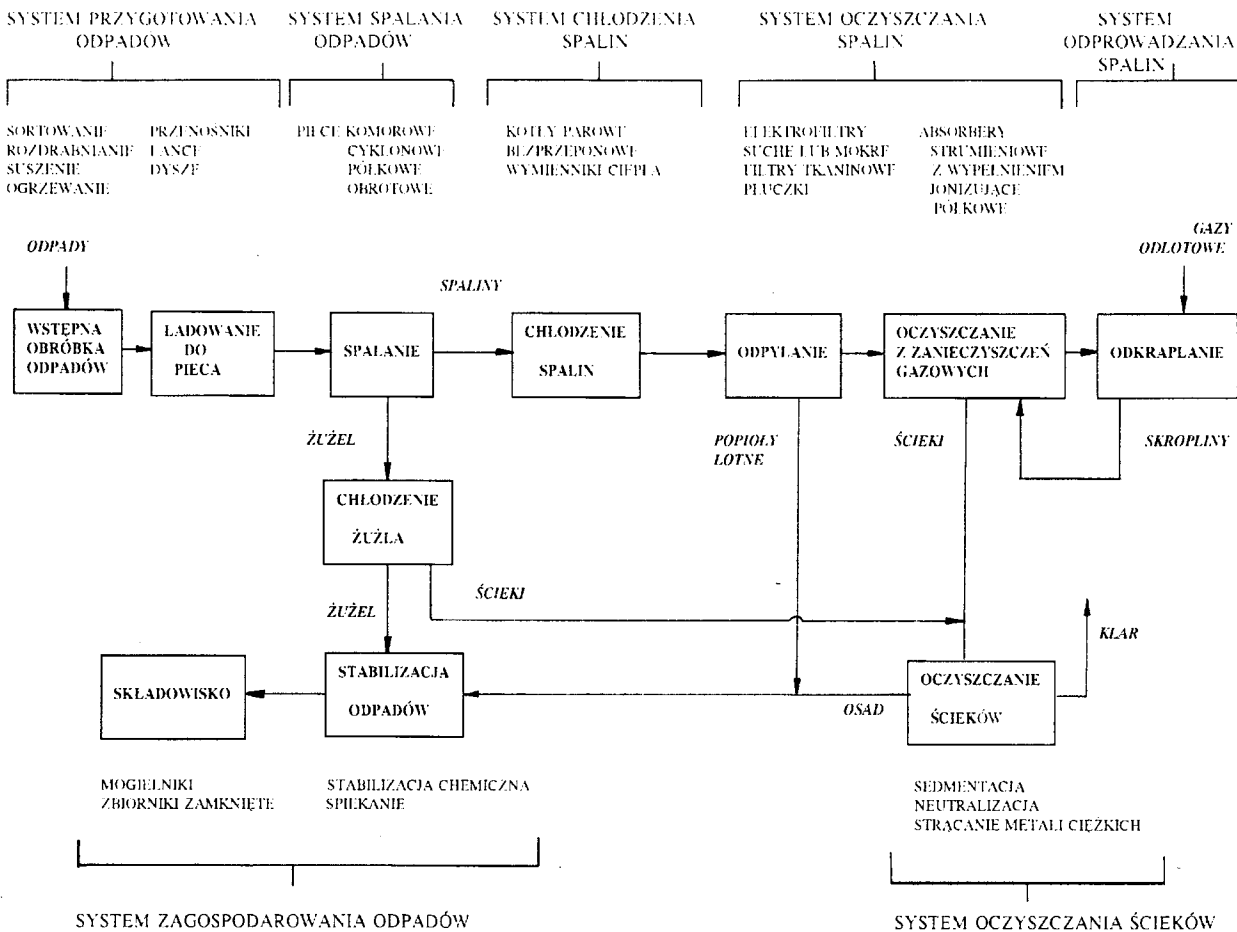 SYSTEM PRZYGOTOWANIA
ODPADÓW
SYSTEM SPALANIA
ODPADÓW
SYSTEM CHŁODZENIA
SPALIN
SYSTEM OCZYSZCZANIA
SPALIN
SYSTEM
ODPROWADZANIA
SPALIN
SORTOWANIE
ROZDRABNIANIE
SUSZENIE
OGRZEWANIE
PRZENOŚNIKI
LANCE
DYSZE
PIECE KOMOROWE
CYKLONOWE
PÓŁKOWE
OBROTOWE
KOTŁY PAROWE
BEZPRZEPONOWE
WYMIENNIKI CIEPŁA
ELEKTROFILTRY
SUCHE LUB MOKRE
FILTRY TKANINOWE
PŁUCZKI
ABSORBERY
STRUMIENIOWE
Z WYPEŁNIENIEM
JONIZUJĄCE
PÓŁKOWE
ODPADY
SPALINY
GAZY
ODLOTOWE
WSTĘPNA
OBRÓBKA
ODPADÓW
ŁADOWANIE
DO
PIECA
SPALANIE
CHŁODZENIE
SPALIN
ODPYLANIE
OCZYSZCZANIE
Z ZANIECZYSZCZEŃ
GAZOWYCH
ODKRAPLANIE
ŻUŻEL
POPIOŁY
LOTNE
ŚCIEKI
SKROPLINY
CHŁODZENIE
ŻUŻLA
ŻUŻEL
ŚCIEKI
KLAR
SKŁADOWISKO
STABILIZACJA
ODPADÓW
OSAD
OCZYSZCZANIE
ŚCIEKÓW
MOGIELNIKI
ZBIORNIKI ZAMKNIĘTE
STABILIZACJA CHEMICZNA
SPIEKANIE
SEDMENTACJA
NEUTRALIZACJA
STRĄCANIE METALI CIĘŻKICH
SYSTEM ZAGOSPODAROWANIA ODPADÓW
SYSTEM OCZYSZCZANIA ŚCIEKÓW